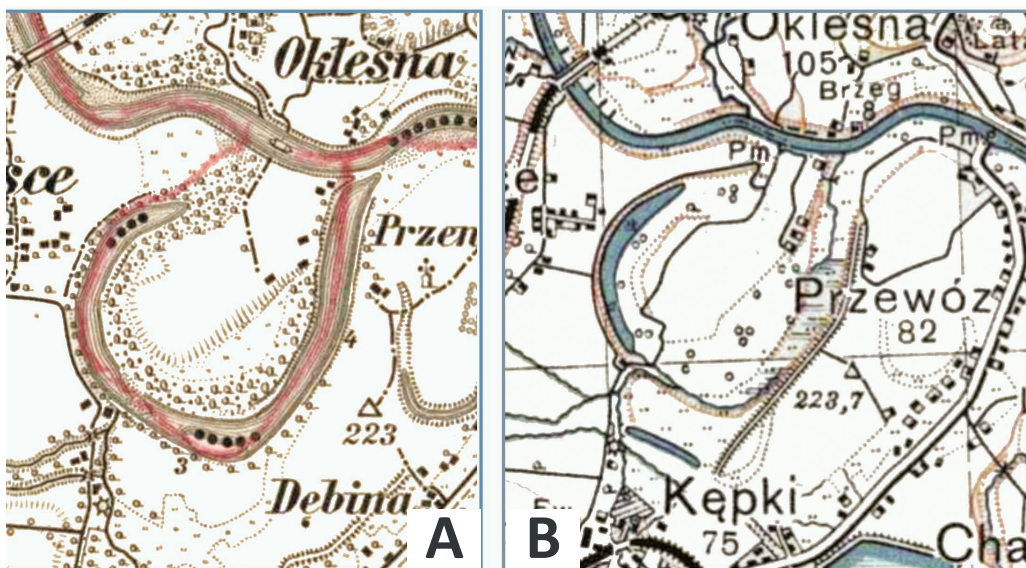 Okleśna
sce
Przen
4
223
3
Dębina
A
Okleśna
105
Brzeg
8
Pm
e
Przewóz
82
223,7
Kępki
75
Cha
B